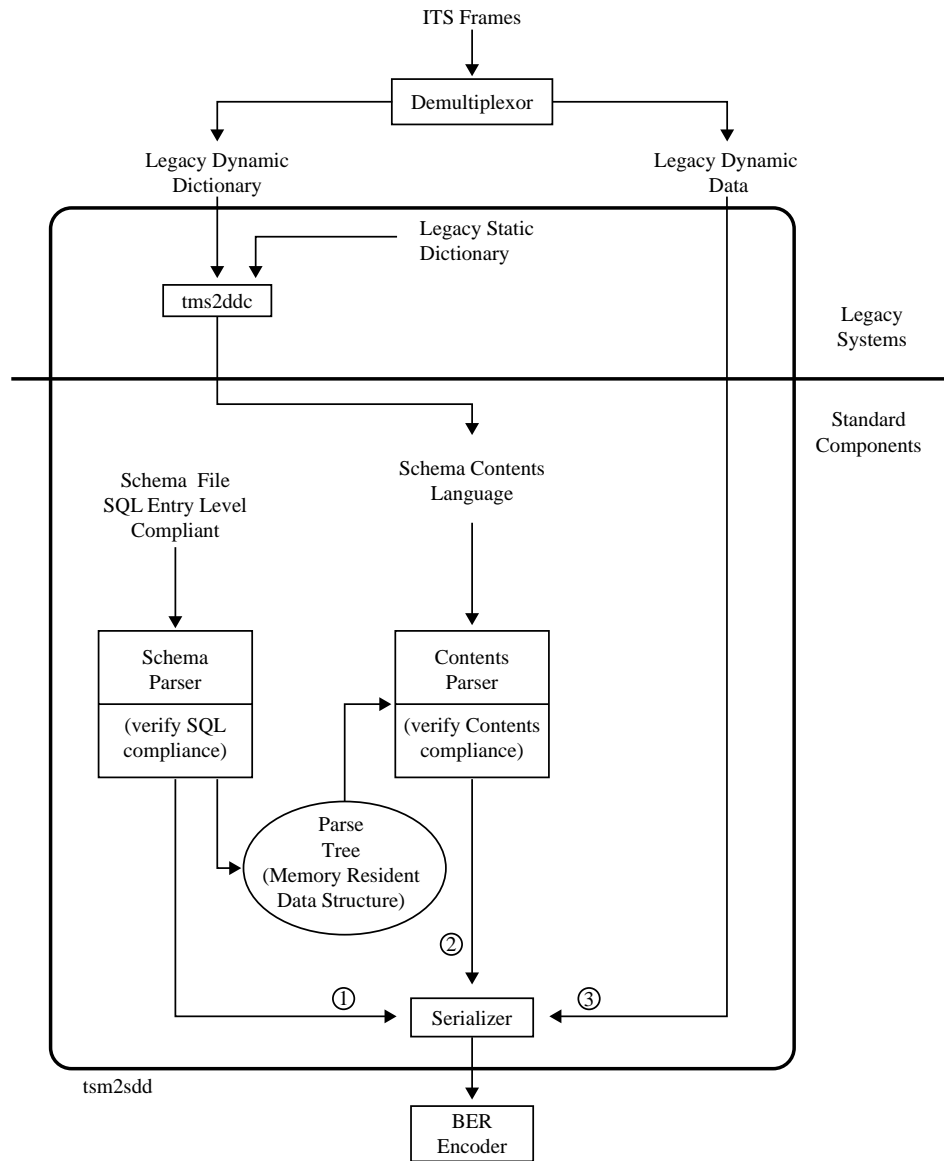 ITS Frames
Demultiplexor
Legacy Dynamic
Dictionary
Legacy Dynamic
Data
Legacy Static
Dictionary
tms2ddc
Legacy
Systems
Standard
Components
Schema Contents
Language
Schema File
SQL Entry Level
Compliant
Schema
Parser
(verify SQL
compliance)
Contents
Parser
(verify Contents
compliance)
Parse
Tree
(Memory Resident
Data Structure)
2
1
3
Serializer
tsm2sdd
BER
Encoder